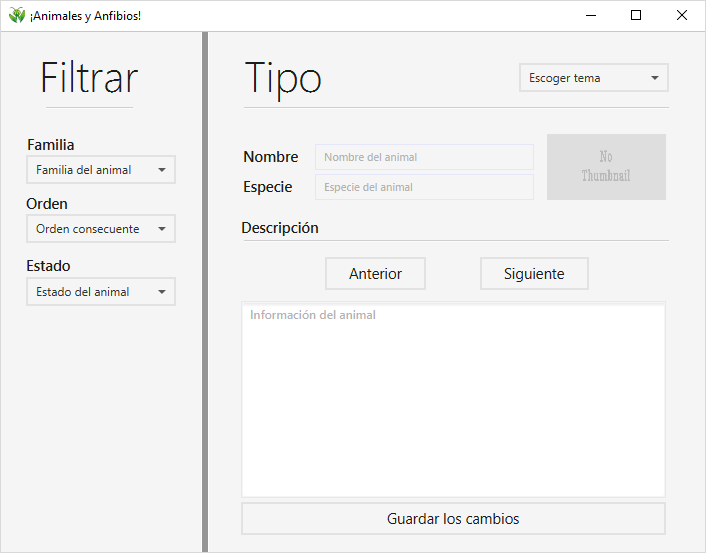 ¡Animales y Anfibios!
Filtrar
Familia
Familia del animal
Orden
Orden consecuente
Estado
Estado del animal
Tipo
Escoger tema
Nombre
Nombre del animal
Especie
Especie del animal
No
Thumbnail
Descripción
Anterior
Siguiente
Información del animal
Guardar los cambios